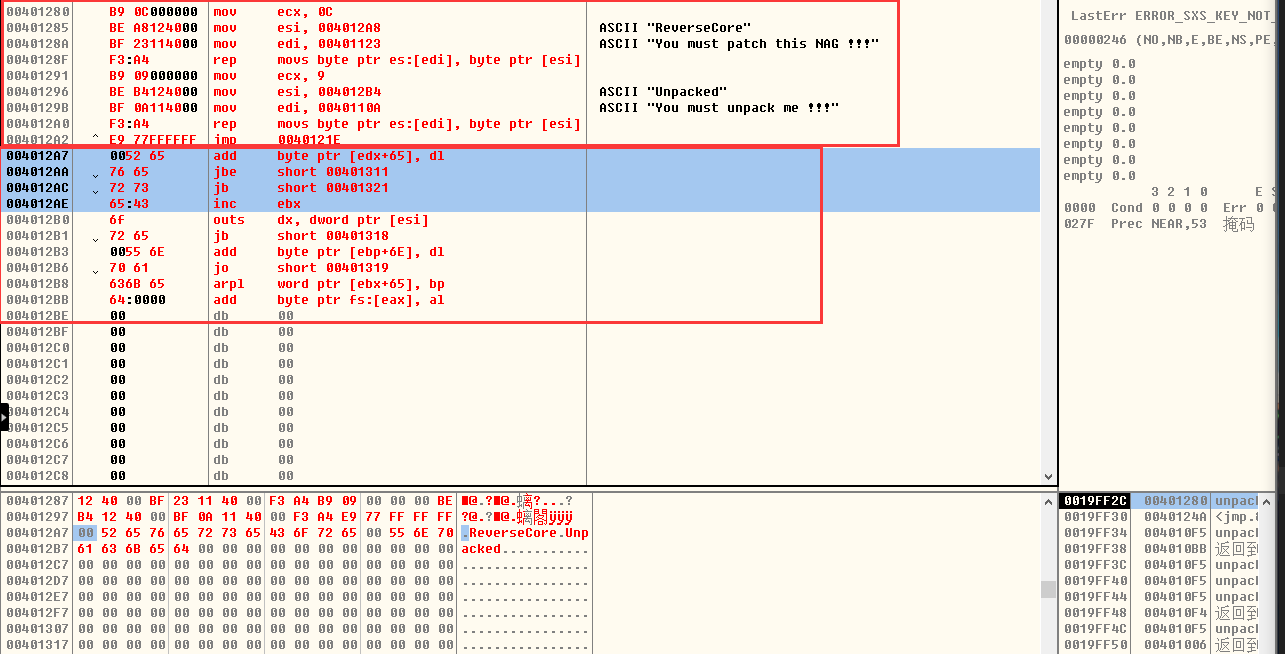 00401280 B9 0C000000 mov ecx, 0C
00401285 BE A8124000 mov esi, 004012A8 ASCII "ReverseCore"
0040128A BF 23114000 mov edi, 00401123 ASCII "You must patch this NAG !!!"
0040128F F3:A4 rep movs byte ptr es:[edi], byte ptr [esi]
00401291 B9 09000000 mov ecx, 9
00401296 BE B4124000 mov esi, 004012B4 ASCII "Unpacked"
0040129B BF 0A114000 mov edi, 0040110A ASCII "You must unpack me !!!"
004012A0 F3:A4 rep movs byte ptr es:[edi], byte ptr [esi]
004012A2 ^ E9 77FFFFFF jmp 0040121E
004012A7 0052 65 add byte ptr [edx+65], dl
004012AA 76 65 jbe short 00401311
004012AC 72 73 jb short 00401321
004012AE 65:43 inc ebx
004012B0 6f outs dx, dword ptr [esi]
004012B1 72 65 jb short 00401318
004012B3 0055 6E add byte ptr [ebp+6E], dl
004012B6 70 61 jo short 00401319
004012B8 636B 65 arpl word ptr [ebx+65], bp
004012BB 64:0000 add byte ptr fs:[eax], al
004012BE 00 db 00
004012BF 00 db 00
004012C0 00 db 00
004012C1 00 db 00
004012C2 00 db 00
004012C3 00 db 00
004012C4 00 db 00
004012C5 00 db 00
004012C6 00 db 00
004012C7 00 db 00
004012C8 00 db 00
LastErr ERROR_SXS_KEY_NOT_
00000246 (NO,NB,E,BE,NS,PE,
empty 0.0
empty 0.0
empty 0.0
empty 0.0
empty 0.0
empty 0.0
empty 0.0
empty 0.0
3 2 1 0 E S
0000 Cond 0 0 0 0 Err 0 0
027F Prec NEAR,53 掩码
00401287 12 40 00 BF 23 11 40 00 F3 A4 B9 09 00 00 00 BE
00401297 B4 12 40 00 BF 0A 11 40 00 F3 A4 E9 77 FF FF FF
004012A7 00 52 65 76 65 72 73 65 43 6F 72 65 00 55 6E 70 .ReverseCore.Unp
004012B7 61 63 6B 65 64 00 00 00 00 00 00 00 00 00 00 00 acked...........
004012C7 00 00 00 00 00 00 00 00 00 00 00 00 00 00 00 00 ................
004012D7 00 00 00 00 00 00 00 00 00 00 00 00 00 00 00 00 ................
004012E7 00 00 00 00 00 00 00 00 00 00 00 00 00 00 00 00 ................
004012F7 00 00 00 00 00 00 00 00 00 00 00 00 00 00 00 00 ................
00401307 00 00 00 00 00 00 00 00 00 00 00 00 00 00 00 00 ................
00401317 00 00 00 00 00 00 00 00 00 00 00 00 00 00 00 00 ................
0019FF2C 00401280 unpack
0019FF30 0040124A <jmp.&
0019FF34 004010F5 unpack
0019FF38 004010BB 返回到
0019FF3C 004010F5 unpack
0019FF40 004010F5 unpack
0019FF44 004010F5 unpack
0019FF48 004010F4 返回到
0019FF4C 004010F5 unpack
0019FF50 00401006 返回到